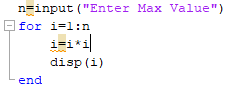 n=input("Enter Max Value")
for i=1:n
i=i*i
disp(i)
end